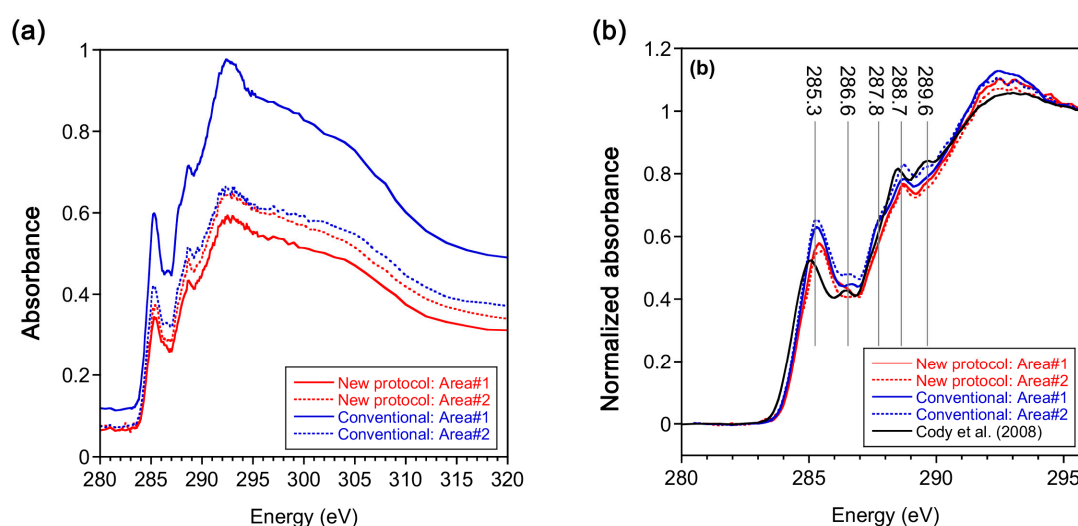 (a)
Absorbance
1
0.8
0.6
0.4
0.2
0
280 285 290 295 300 305 310 315 320
Energy (eV)
New protocol: Area#1
New protocol: Area#2
Conventional: Area#1
Conventional: Area#2
(b)
(b)
Normalized absorbance
1.2
1
0.8
0.6
0.4
0.2
0
285.3
286.6
287.8
288.7
289.6
280 285 290 295
Energy (eV)
New protocol: Area#1
New protocol: Area#2
Conventional: Area#1
Conventional: Area#2
Cody et al. (2008)